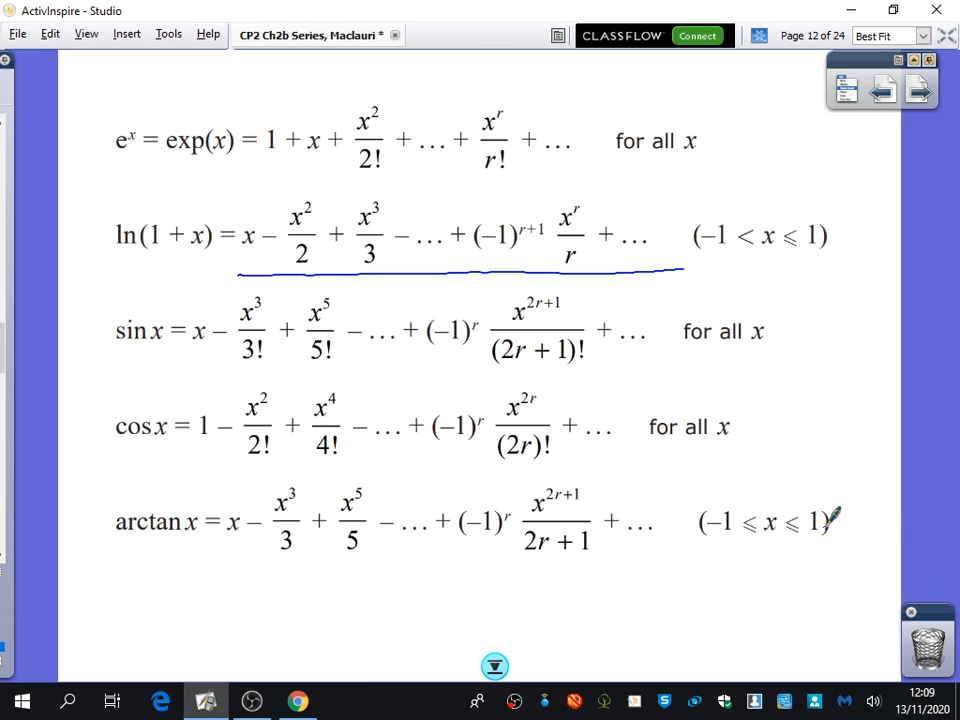 ActivInspire - Studio
File Edit View Insert Tools Help CP2 Ch2b Series, Maclauri * CLASSFLOW Connect Page 12 of 24 Best Fit
eˣ = exp(x) = 1 + x + x²/2! + … + xʳ/r! + … for all x
ln(1 + x) = x – x²/2 + x³/3 – … + (–1)ʳ⁺¹ xʳ/r + … (–1 < x ⩽ 1)
sin x = x – x³/3! + x⁵/5! – … + (–1)ʳ x²ʳ⁺¹/(2r + 1)! + … for all x
cos x = 1 – x²/2! + x⁴/4! – … + (–1)ʳ x²ʳ/(2r)! + … for all x
arctan x = x – x³/3 + x⁵/5 – … + (–1)ʳ x²ʳ⁺¹/(2r + 1) + … (–1 ⩽ x ⩽ 1)
12:09
13/11/2020